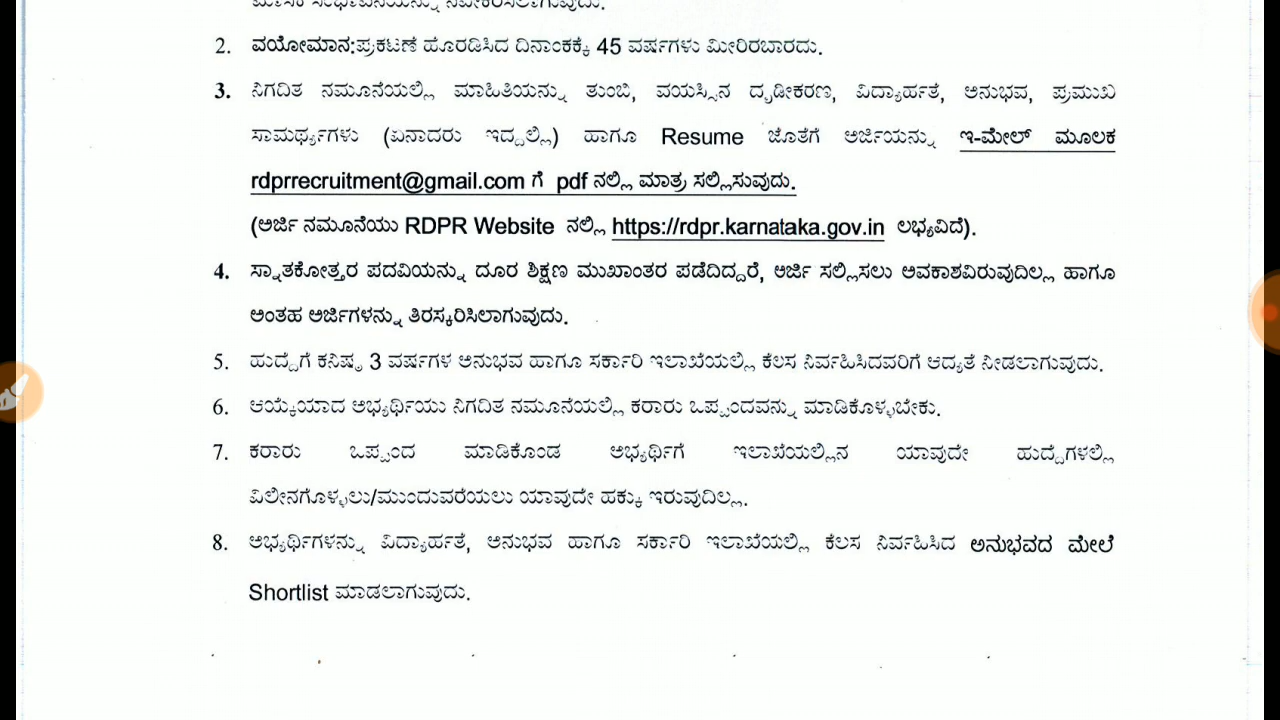 ಮಾಸಿಕ ಸಂಭಾವನೆಯನ್ನು ನವೀಕರಿಸಲಾಗುವುದು.
2. ವಯೋಮಾನ:ಪ್ರಕಟಣೆ ಹೊರಡಿಸಿದ ದಿನಾಂಕಕ್ಕೆ 45 ವರ್ಷಗಳು ಮೀರಿರಬಾರದು.
3. ನಿಗದಿತ ನಮೂನೆಯಲ್ಲಿ ಮಾಹಿತಿಯನ್ನು ತುಂಬಿ, ವಯಸ್ಸಿನ ದೃಡೀಕರಣ, ವಿದ್ಯಾರ್ಹತೆ, ಅನುಭವ, ಪ್ರಮುಖ
ಸಾಮರ್ಥ್ಯಗಳು (ಏನಾದರು ಇದ್ದಲ್ಲಿ) ಹಾಗೂ Resume ಜೊತೆಗೆ ಅರ್ಜಿಯನ್ನು ಇ-ಮೇಲ್ ಮೂಲಕ
rdprrecruitment@gmail.com ಗೆ pdf ನಲ್ಲಿ ಮಾತ್ರ ಸಲ್ಲಿಸುವುದು.
(ಅರ್ಜಿ ನಮೂನೆಯು RDPR Website ನಲ್ಲಿ https://rdpr.karnataka.gov.in ಲಭ್ಯವಿದೆ).
4. ಸ್ನಾತಕೋತ್ತರ ಪದವಿಯನ್ನು ದೂರ ಶಿಕ್ಷಣ ಮುಖಾಂತರ ಪಡೆದಿದ್ದರೆ, ಅರ್ಜಿ ಸಲ್ಲಿಸಲು ಅವಕಾಶವಿರುವುದಿಲ್ಲ ಹಾಗೂ
ಅಂತಹ ಅರ್ಜಿಗಳನ್ನು ತಿರಸ್ಕರಿಸಿಲಾಗುವುದು.
5. ಹುದ್ದೆಗೆ ಕನಿಷ್ಠ 3 ವರ್ಷಗಳ ಅನುಭವ ಹಾಗೂ ಸರ್ಕಾರಿ ಇಲಾಖೆಯಲ್ಲಿ ಕೆಲಸ ನಿರ್ವಹಿಸಿದವರಿಗೆ ಆದ್ಯತೆ ನೀಡಲಾಗುವುದು.
6. ಆಯ್ಕೆಯಾದ ಅಭ್ಯರ್ಥಿಯು ನಿಗದಿತ ನಮೂನೆಯಲ್ಲಿ ಕರಾರು ಒಪ್ಪಂದವನ್ನು ಮಾಡಿಕೊಳ್ಳಬೇಕು.
7. ಕರಾರು ಒಪ್ಪಂದ ಮಾಡಿಕೊಂಡ ಅಭ್ಯರ್ಥಿಗೆ ಇಲಾಖೆಯಲ್ಲಿನ ಯಾವುದೇ ಹುದ್ದೆಗಳಲ್ಲಿ
ವಿಲೀನಗೊಳ್ಳಲು/ಮುಂದುವರೆಯಲು ಯಾವುದೇ ಹಕ್ಕು ಇರುವುದಿಲ್ಲ.
8. ಅಭ್ಯರ್ಥಿಗಳನ್ನು ವಿದ್ಯಾರ್ಹತೆ, ಅನುಭವ ಹಾಗೂ ಸರ್ಕಾರಿ ಇಲಾಖೆಯಲ್ಲಿ ಕೆಲಸ ನಿರ್ವಹಿಸಿದ ಅನುಭವದ ಮೇಲೆ
Shortlist ಮಾಡಲಾಗುವುದು.